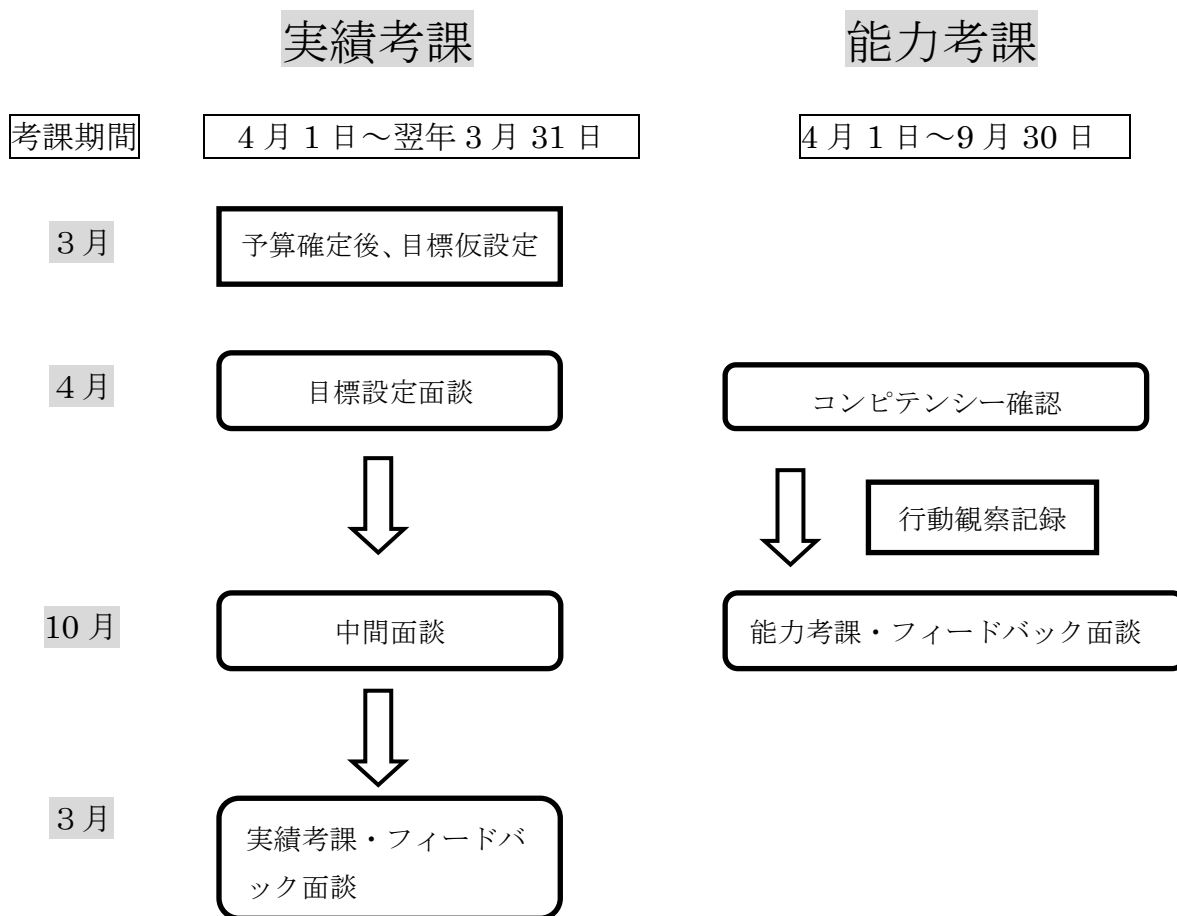 実績考課
能力考課
考課期間
4月1日~翌年3月31日
4月1日~9月30日
3月
予算確定後、目標仮設定
4月
目標設定面談
コンピテンシー確認
行動観察記録
10月
中間面談
能力考課・フィードバック面談
3月
実績考課・フィードバ
ック面談